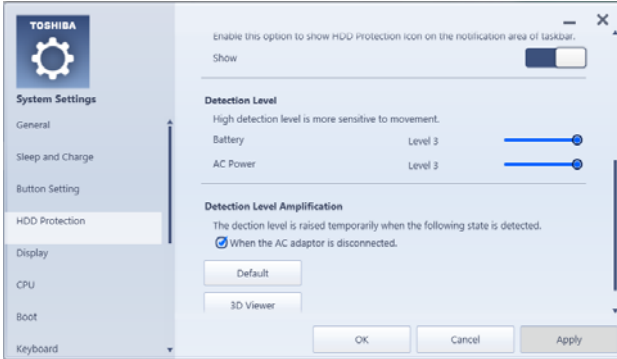 TOSHIBA
System Settings
General
Sleep and Charge
Button Setting
HDD Protection
Display
CPU
Boot
Keyboard
Enable this option to show HDD Protection icon on the notification area of taskbar.
Show
Detection Level
High detection level is more sensitive to movement.
Battery Level 3
AC Power Level 3
Detection Level Amplification
The dection level is raised temporarily when the following state is detected.
When the AC adaptor is disconnected.
Default
3D Viewer
OK Cancel Apply